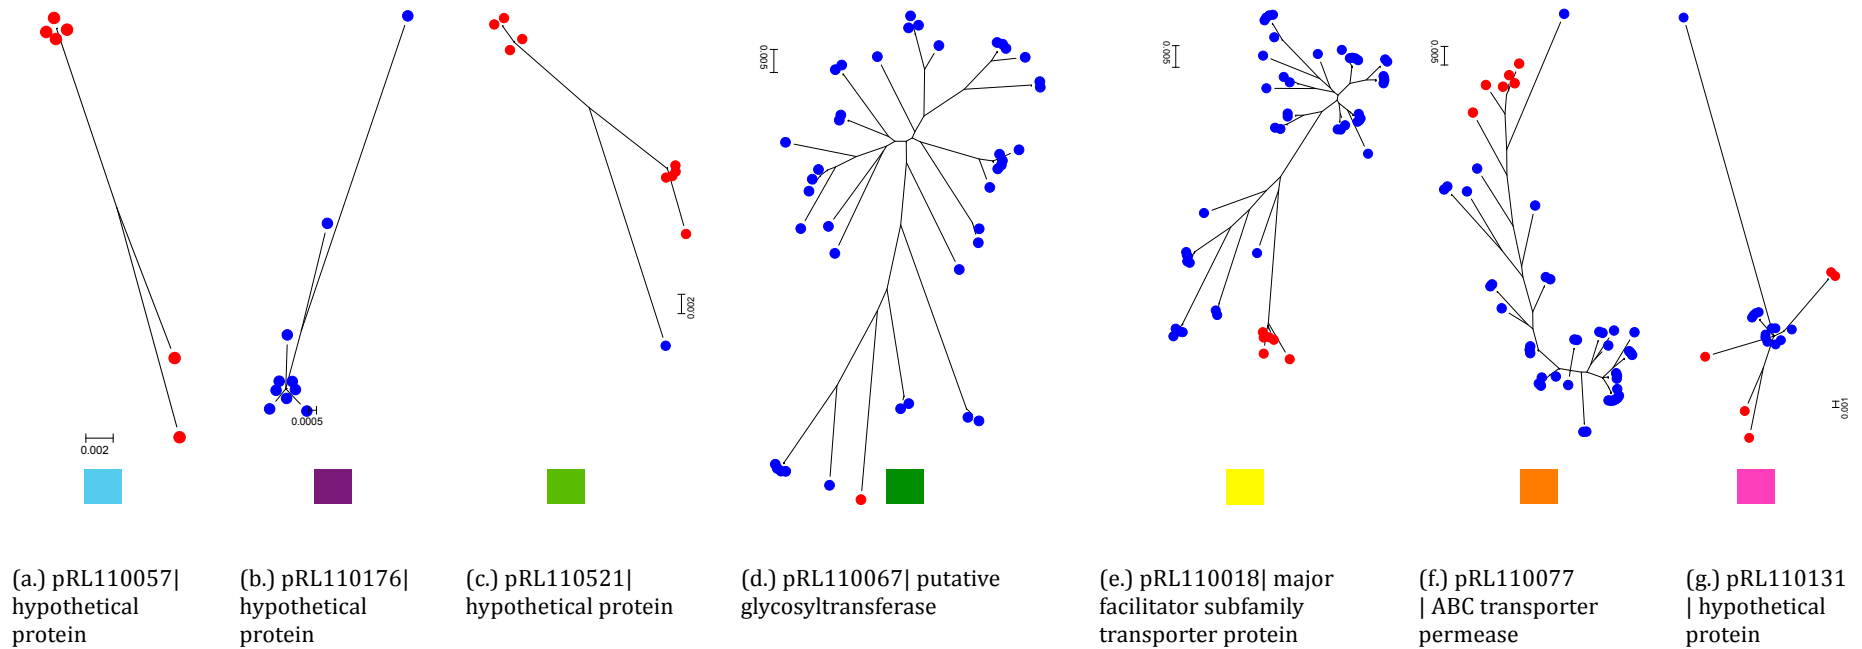 0.002
0.0005
0.002
0.005
0.005
0.005
0.001
(a.) pRL110057|
hypothetical
protein
(b.) pRL110176|
hypothetical
protein
(c.) pRL110521|
hypothetical protein
(d.) pRL110067| putative
glycosyltransferase
(e.) pRL110018| major
facilitator subfamily
transporter protein
(f.) pRL110077
| ABC transporter
permease
(g.) pRL110131
| hypothetical
protein